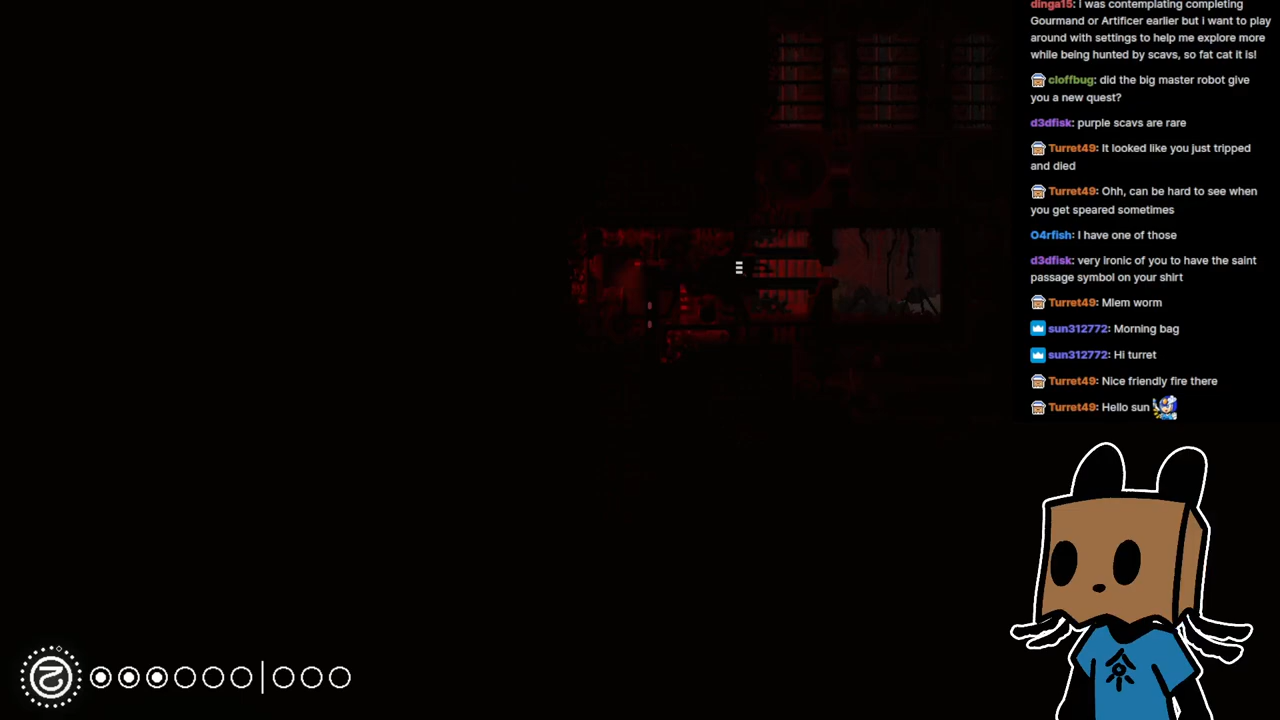 dinga15: i was contemplating completing
Gourmand or Artificer earlier but i want to play
around with settings to help me explore more
while being hunted by scavs, so fat cat it is!
cloffbug: did the big master robot give
you a new quest?
d3dfisk: purple scavs are rare
Turret49: It looked like you just tripped
and died
Turret49: Ohh, can be hard to see when
you get speared sometimes
O4rfish: I have one of those
d3dfisk: very ironic of you to have the saint
passage symbol on your shirt
Turret49: Mlem worm
sun312772: Morning bag
sun312772: Hi turret
Turret49: Nice friendly fire there
Turret49: Hello sun